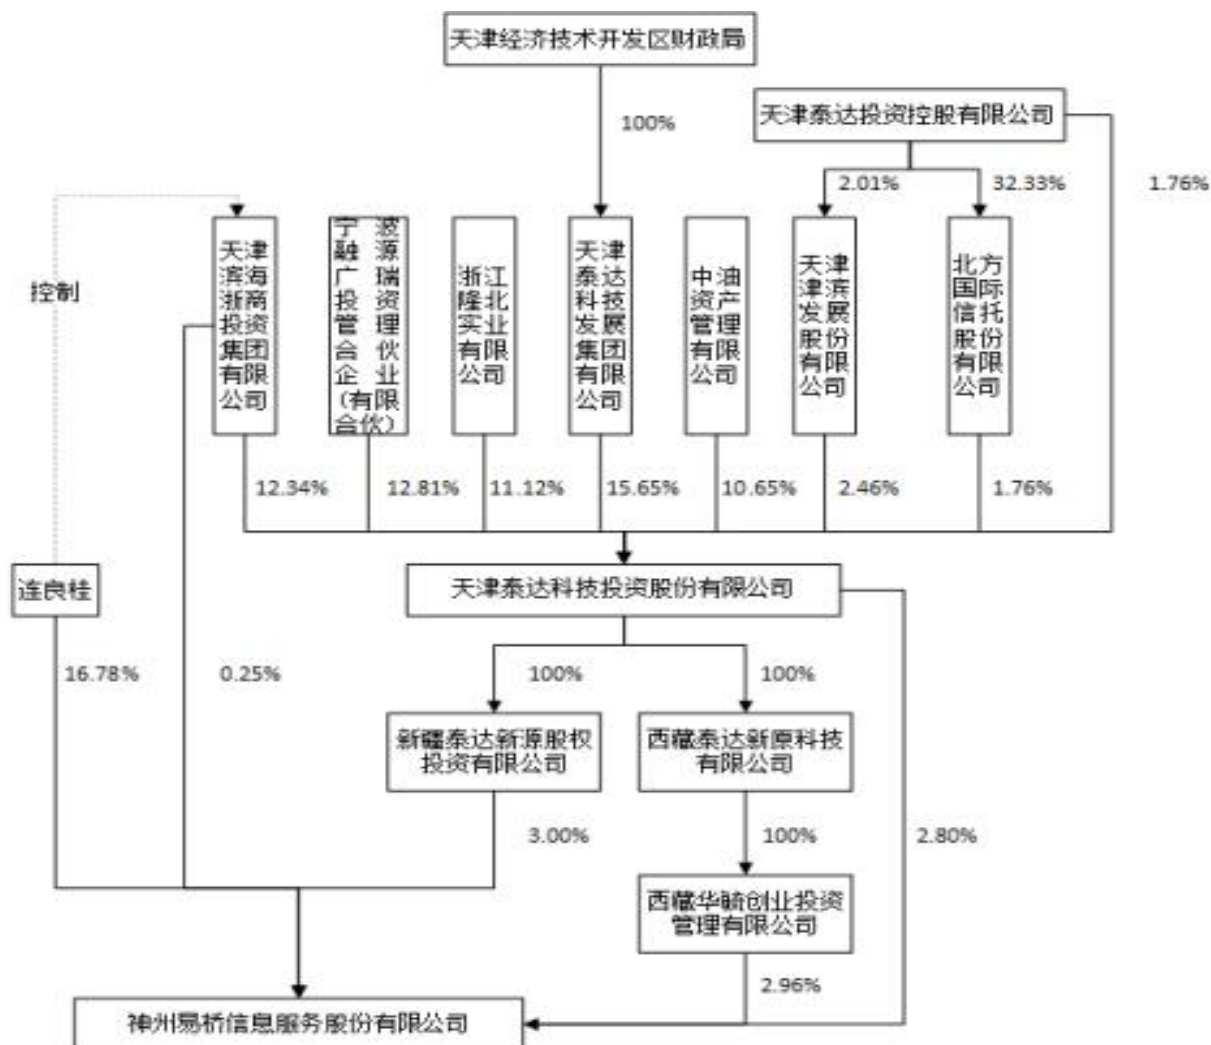 天津经济技术开发区财政局
天津泰达投资控股有限公司
100%
2.01%
32.33%
1.76%
控制
天津
滨海
浙商
投资
集团
有限
公司
宁波
融源
广瑞
投资
管理
合伙
企业
（有限
合伙）
浙江
隆北
实业
有限
公司
天津
泰达
科技
发展
集团
有限
公司
中油
资产
管理
有限
公司
天津
津滨
发展
股份
有限
公司
北方
国际
信托
股份
有限
公司
12.34%
12.81%
11.12%
15.65%
10.65%
2.46%
1.76%
连良桂
天津泰达科技投资股份有限公司
16.78%
0.25%
100%
100%
新疆泰达新源股权
投资有限公司
西藏泰达新原科技
有限公司
3.00%
100%
2.80%
西藏华毓创业投资
管理有限公司
2.96%
神州易桥信息服务股份有限公司